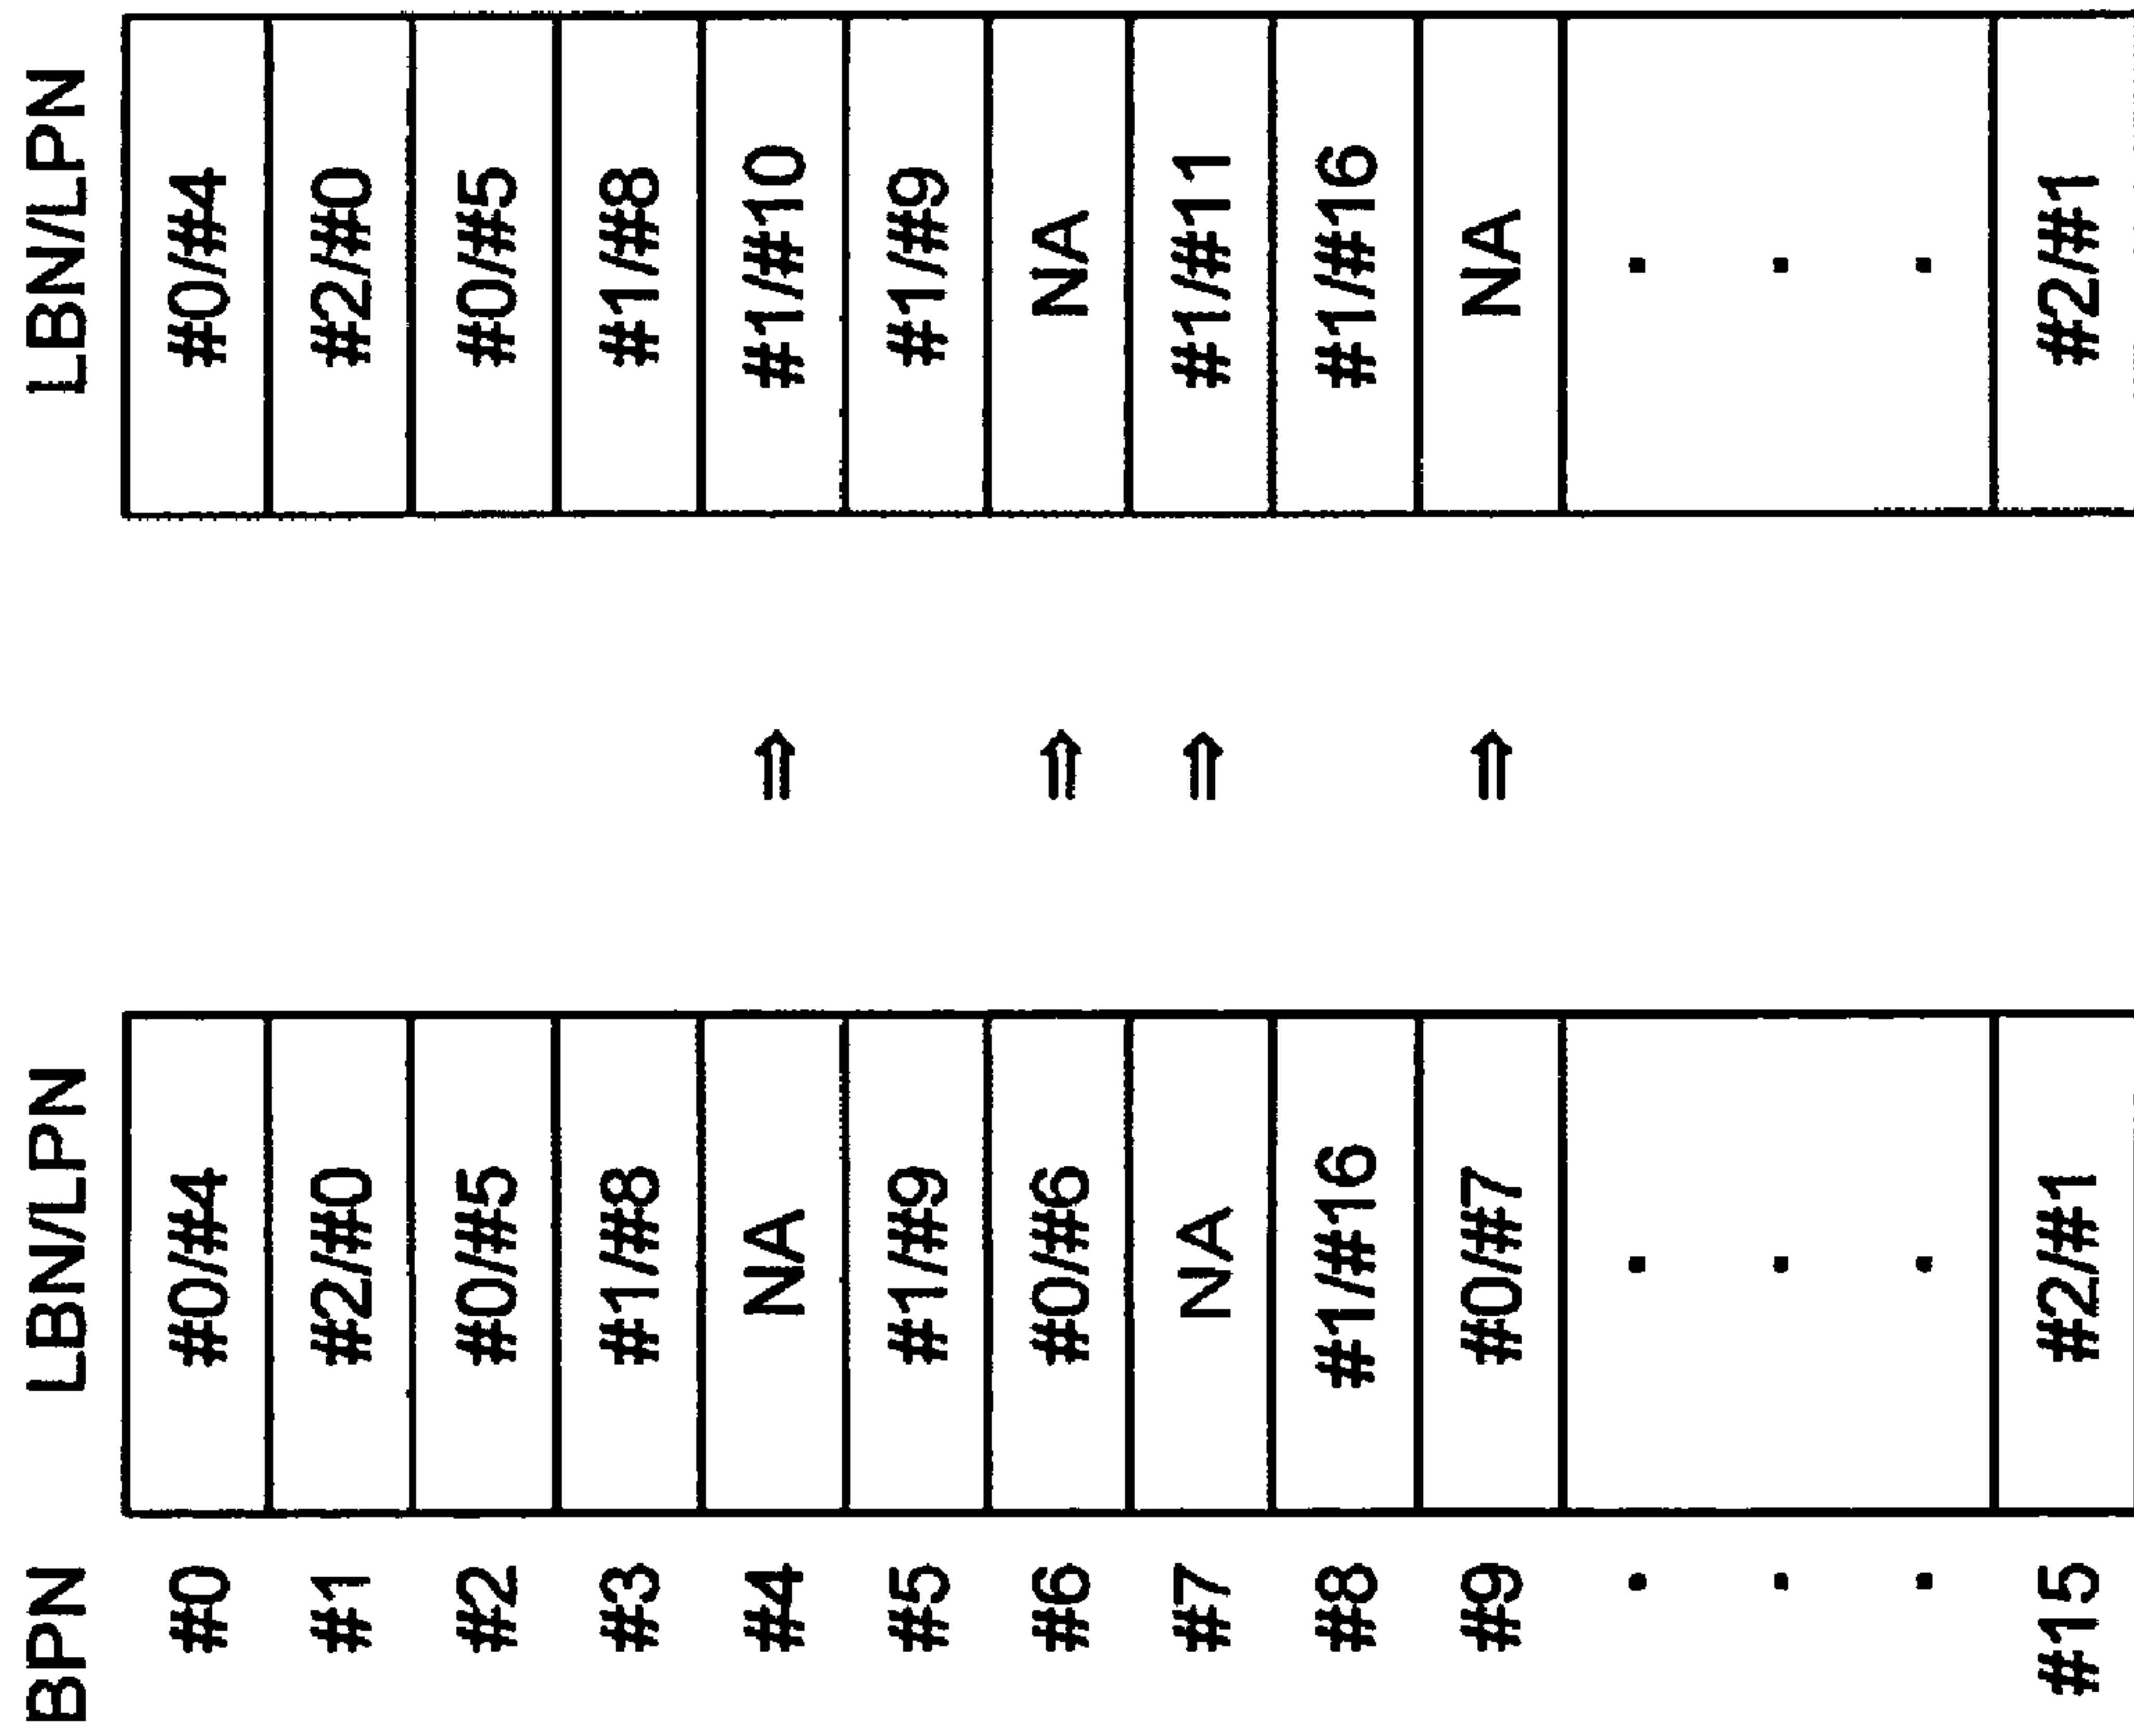 BPN LBN/LPN LBN/LPN
#0 #0/#4 #0/#4
#1 #2/#0 #2/#0
#2 #0/#5 #0/#5
#3 #1/#8 #1/#8
#4 NA ⇒ #1/#10
#5 #1/#9 #1/#9
#6 #0/#6 ⇒ NA
#7 NA ⇒ #1/#11
#8 #1/#16 #1/#16
#9 #0/#7 ⇒ NA
. . .
. . .
. . .
#15 #2/#1 #2/#1